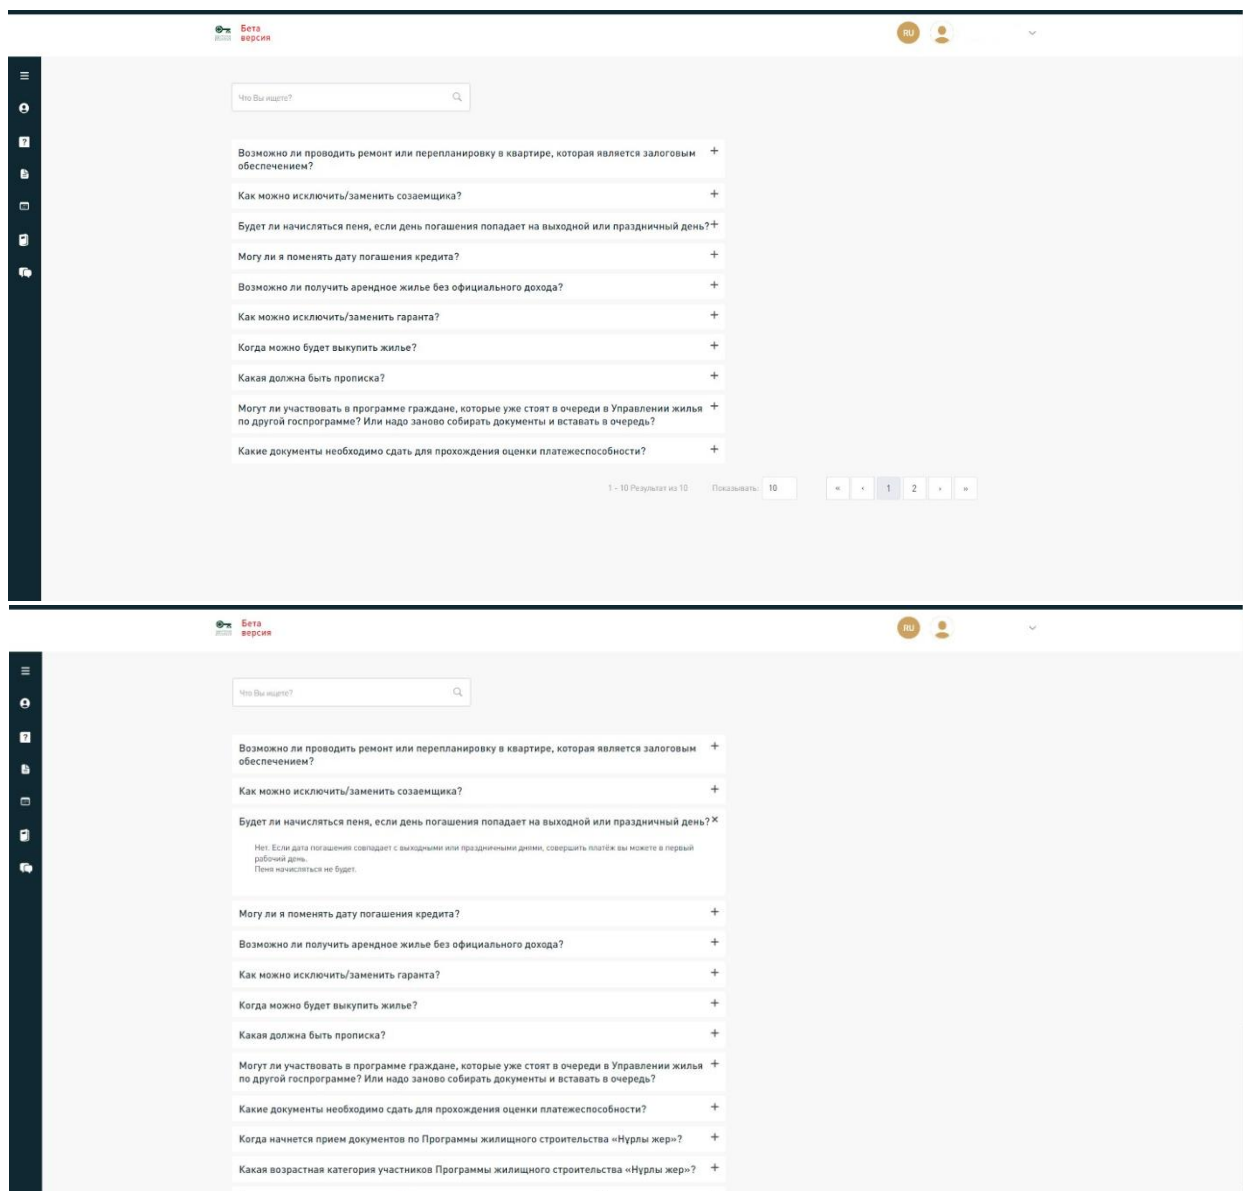 Бета
версия
RU
Что Вы ищете?
Возможно ли проводить ремонт или перепланировку в квартире, которая является залоговым
обеспечением?
Как можно исключить/заменить созаемщика?
Будет ли начисляться пеня, если день погашения попадает на выходной или праздничный день?
Могу ли я поменять дату погашения кредита?
Возможно ли получить арендное жилье без официального дохода?
Как можно исключить/заменить гаранта?
Когда можно будет выкупить жилье?
Какая должна быть прописка?
Могут ли участвовать в программе граждане, которые уже стоят в очереди в Управлении жилья
по другой госпрограмме? Или надо заново собирать документы и вставать в очередь?
Какие документы необходимо сдать для прохождения оценки платежеспособности?
1 - 10 Результат из 10 Показывать: 10 « ‹ 1 2 › »
Бета
версия
RU
Что Вы ищете?
Возможно ли проводить ремонт или перепланировку в квартире, которая является залоговым
обеспечением?
Как можно исключить/заменить созаемщика?
Будет ли начисляться пеня, если день погашения попадает на выходной или праздничный день?
Нет. Если дата погашения совпадает с выходными или праздничными днями, совершить платёж вы можете в первый
рабочий день.
Пеня начисляться не будет.
Могу ли я поменять дату погашения кредита?
Возможно ли получить арендное жилье без официального дохода?
Как можно исключить/заменить гаранта?
Когда можно будет выкупить жилье?
Какая должна быть прописка?
Могут ли участвовать в программе граждане, которые уже стоят в очереди в Управлении жилья
по другой госпрограмме? Или надо заново собирать документы и вставать в очередь?
Какие документы необходимо сдать для прохождения оценки платежеспособности?
Когда начнется прием документов по Программы жилищного строительства «Нұрлы жер»?
Какая возрастная категория участников Программы жилищного строительства «Нұрлы жер»?